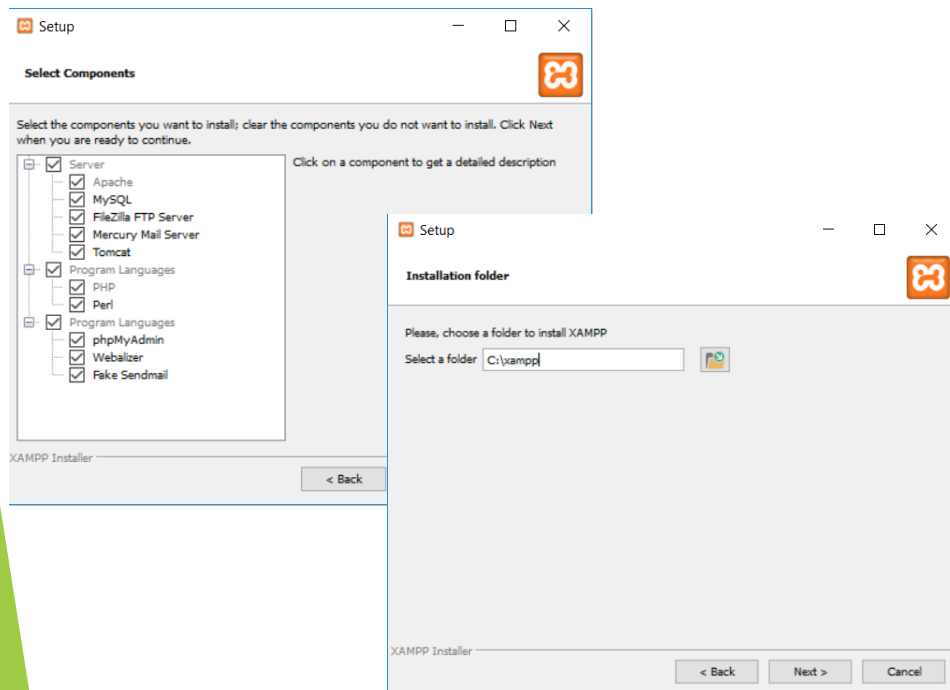 Setup
Select Components
Select the components you want to install; clear the components you do not want to install. Click Next
when you are ready to continue.
Server
Apache
MySQL
FileZilla FTP Server
Mercury Mail Server
Tomcat
Program Languages
PHP
Perl
Program Languages
phpMyAdmin
Webalizer
Fake Sendmail
Click on a component to get a detailed description
XAMPP Installer
< Back
Setup
Installation folder
Please, choose a folder to install XAMPP
Select a folder C:\xampp
XAMPP Installer
< Back Next > Cancel